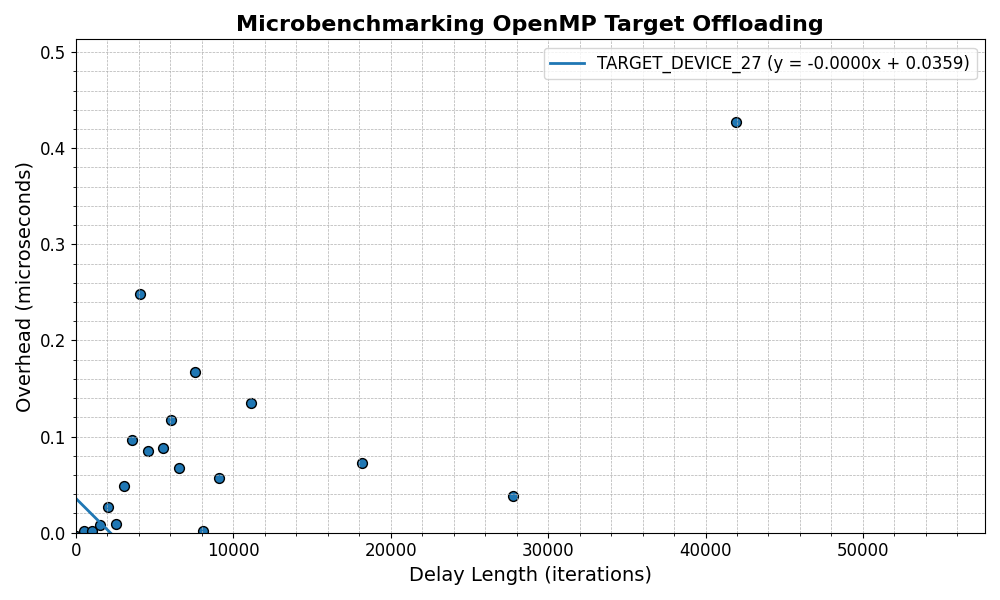 Microbenchmarking OpenMP Target Offloading
TARGET_DEVICE_27 (y = -0.0000x + 0.0359)
Overhead (microseconds)
0.5
0.4
0.3
0.2
0.1
0.0
0 10000 20000 30000 40000 50000
Delay Length (iterations)